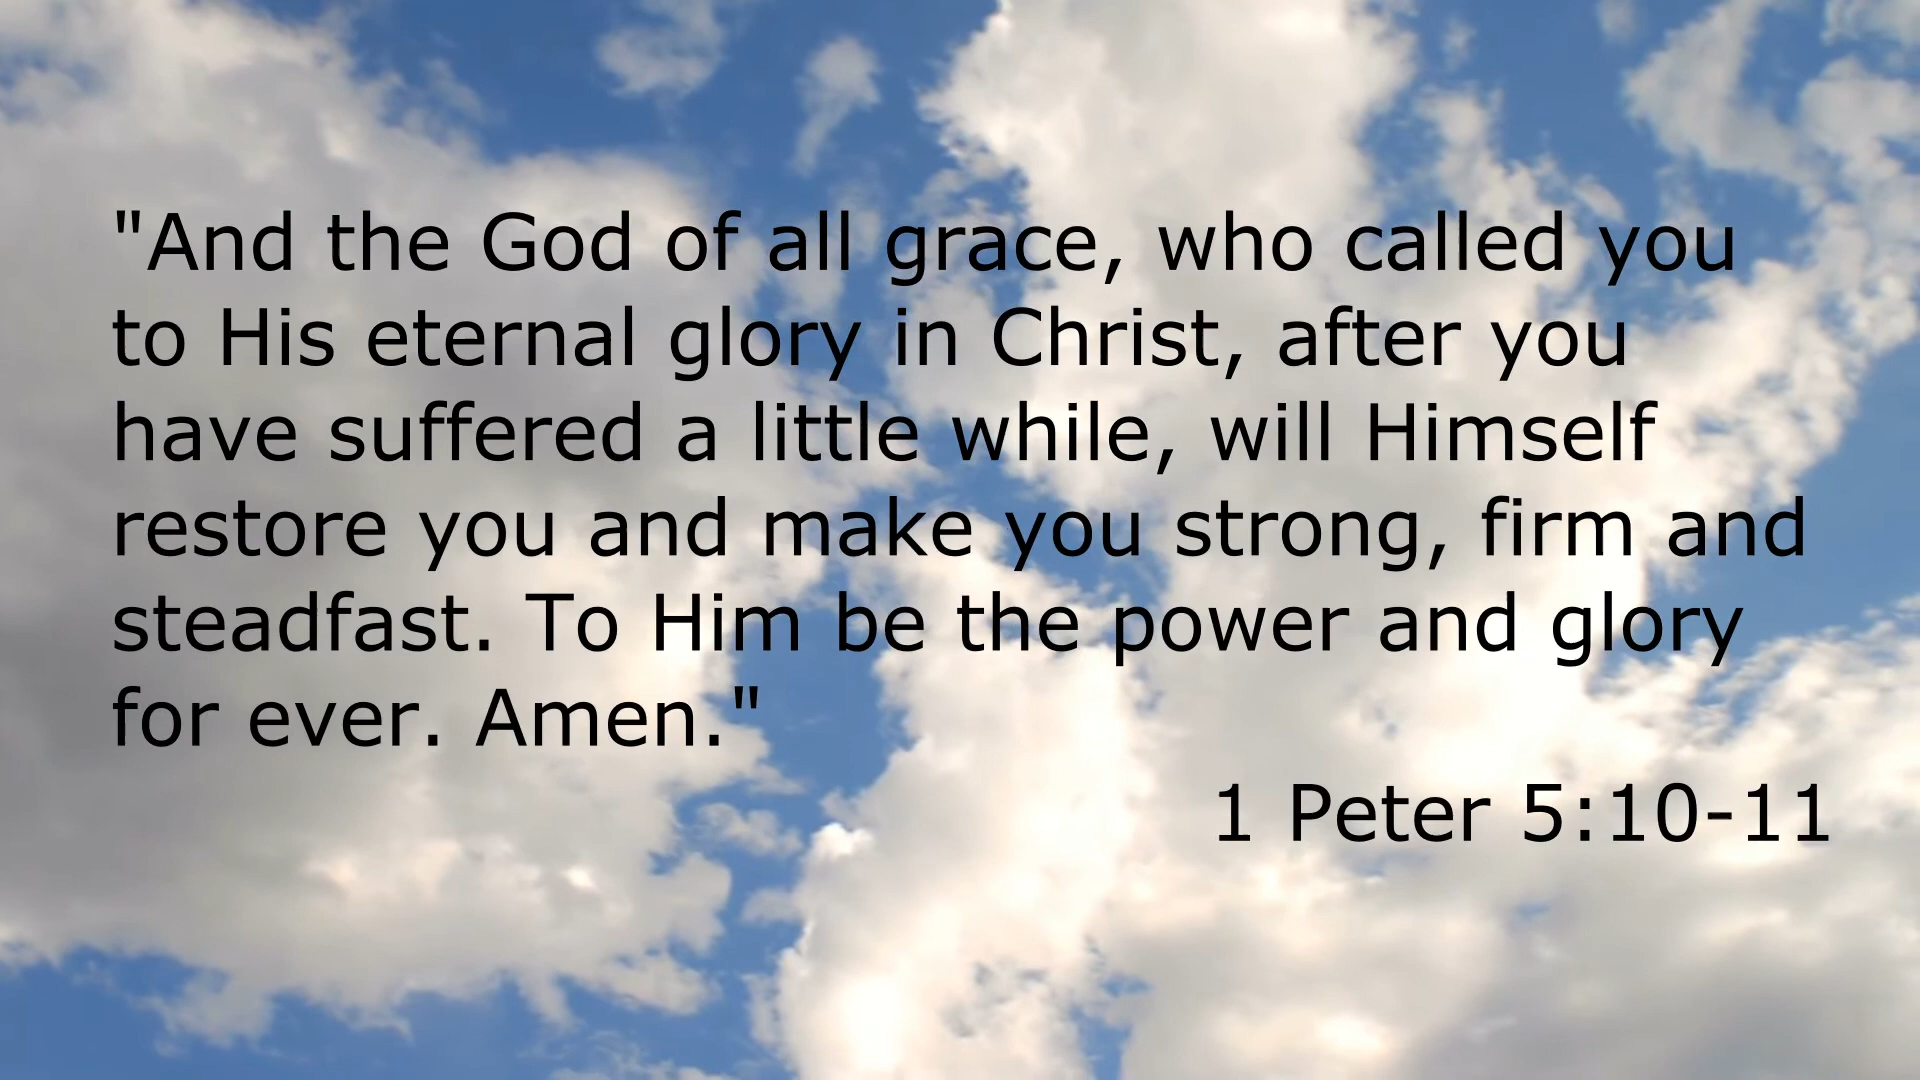 "And the God of all grace, who called you
to His eternal glory in Christ, after you
have suffered a little while, will Himself
restore you and make you strong, firm and
steadfast. To Him be the power and glory
for ever. Amen."
1 Peter 5:10-11